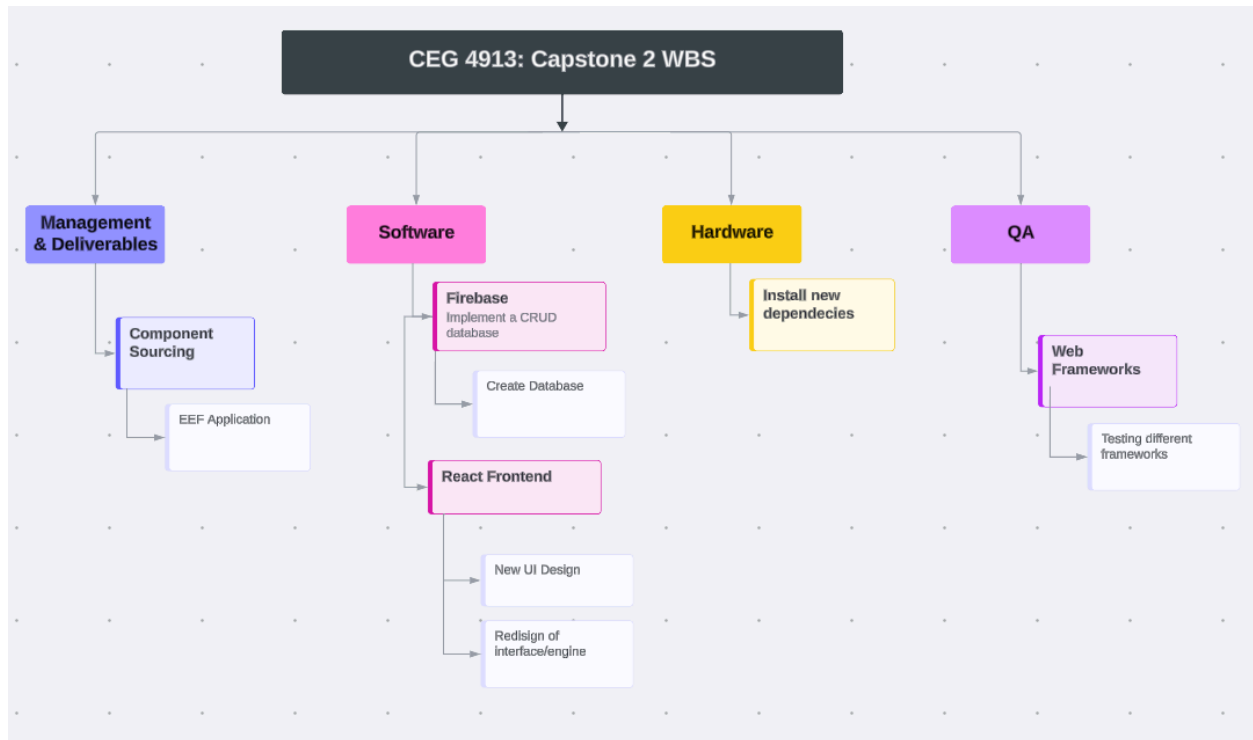 CEG 4913: Capstone 2 WBS
Management
& Deliverables
Component
Sourcing
EEF Application
Software
Firebase
Implement a CRUD
database
Create Database
React Frontend
New UI Design
Redisign of
interface/engine
Hardware
Install new
dependecies
QA
Web
Frameworks
Testing different
frameworks